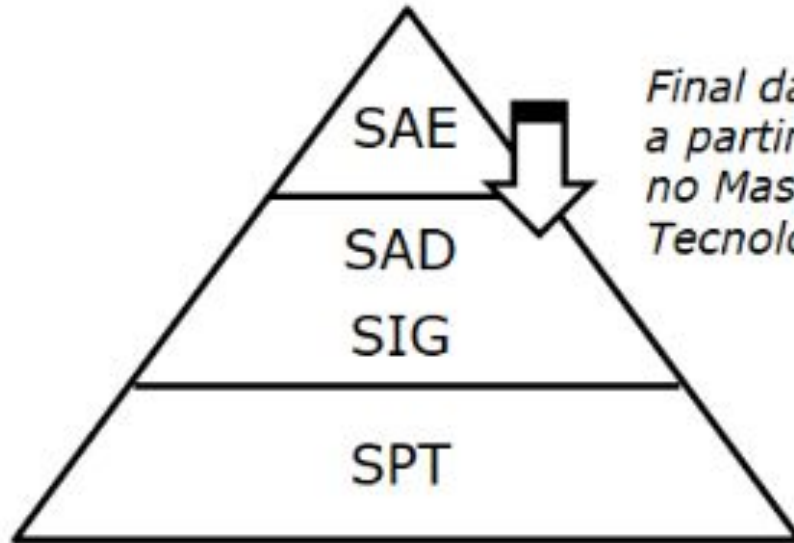 SAE
SAD
SIG
SPT
Final da
a partir
no Mas
Tecnolo